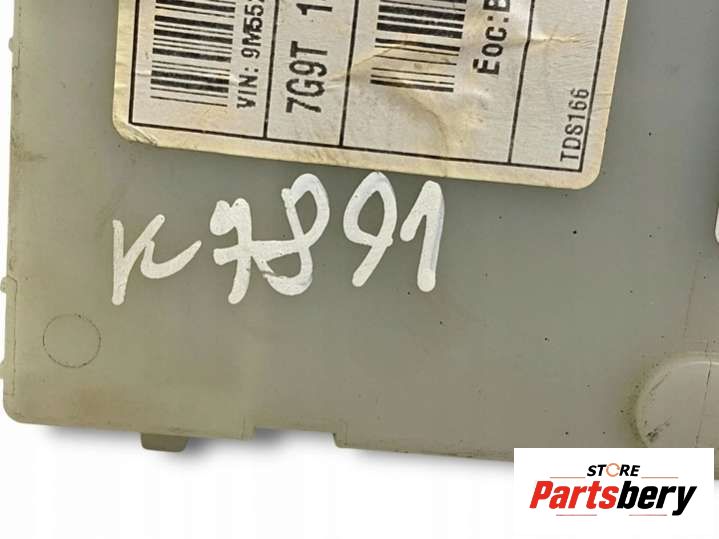 VIN: 9M55
7G9T 1
EOC:B
TDS166
K7891
STORE
Partsbery